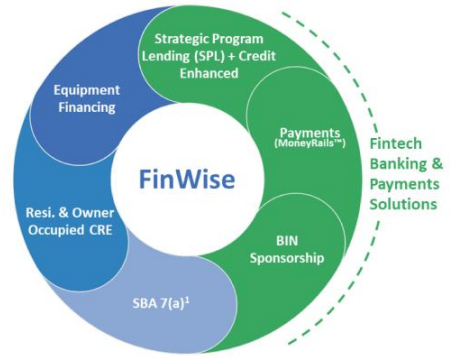 Strategic Program
Lending (SPL) + Credit
Enhanced
Equipment
Financing
Payments
(MoneyRails™)
Fintech
Banking &
Payments
Solutions
FinWise
Resi. & Owner
Occupied CRE
BIN
Sponsorship
SBA 7(a)¹